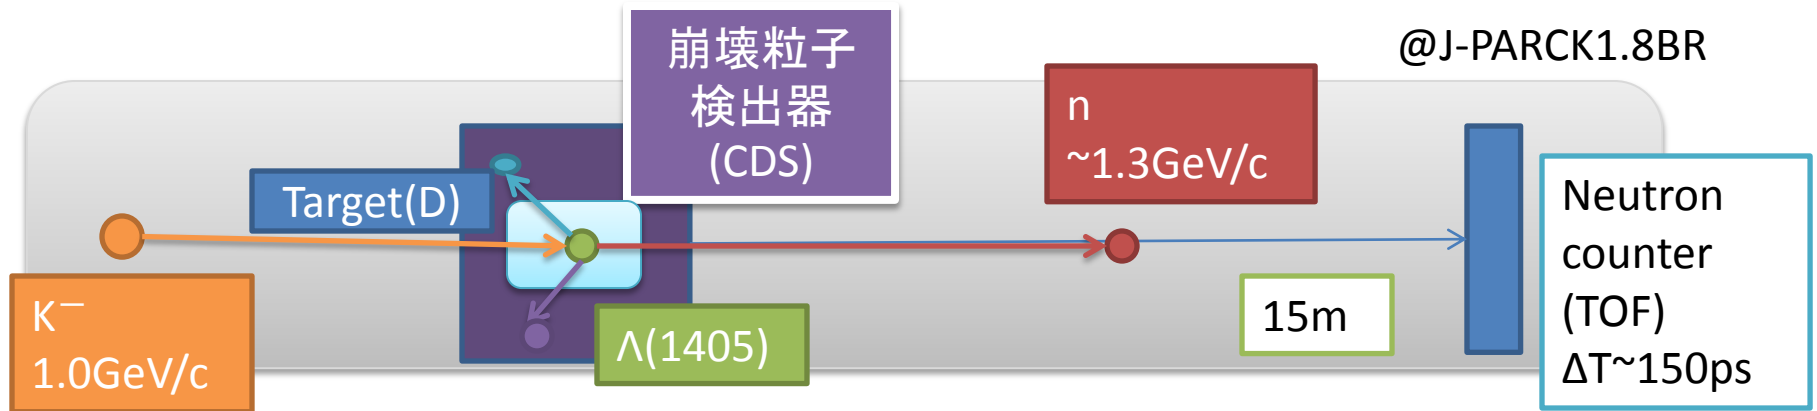 崩壊粒子
検出器
(CDS)
@J-PARCK1.8BR
n
~1.3GeV/c
Target(D)
Neutron
counter
(TOF)
ΔT~150ps
K⁻
1.0GeV/c
Λ(1405)
15m